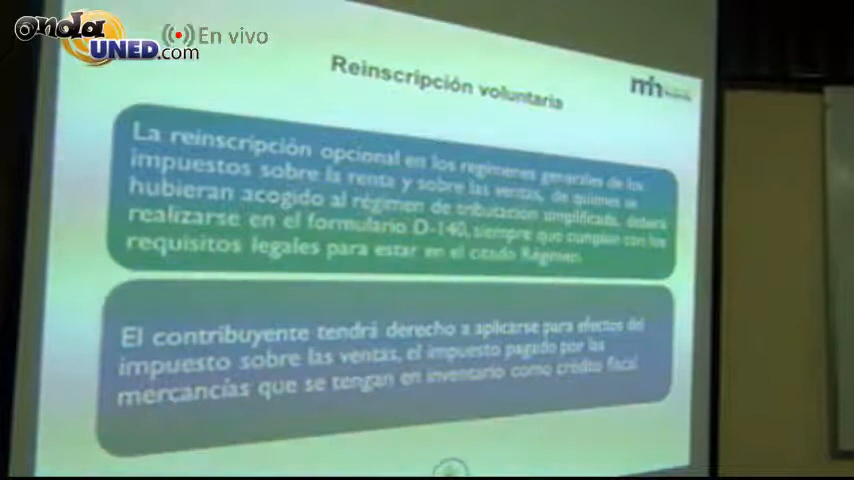 onda
UNED.com
En vivo
Reinscripción voluntaria
mh
La reinscripción opcional en los regímenes generales de los
impuestos sobre la renta y sobre las ventas, de quienes se
hubieran acogido al régimen de tributación simplificada, deberá
realizarse en el formulario D-140, siempre que cumplan con los
requisitos legales para estar en el citado Régimen.
El contribuyente tendrá derecho a aplicarse para efectos del
impuesto sobre las ventas, el impuesto pagado por las
mercancías que se tengan en inventario como crédito fiscal